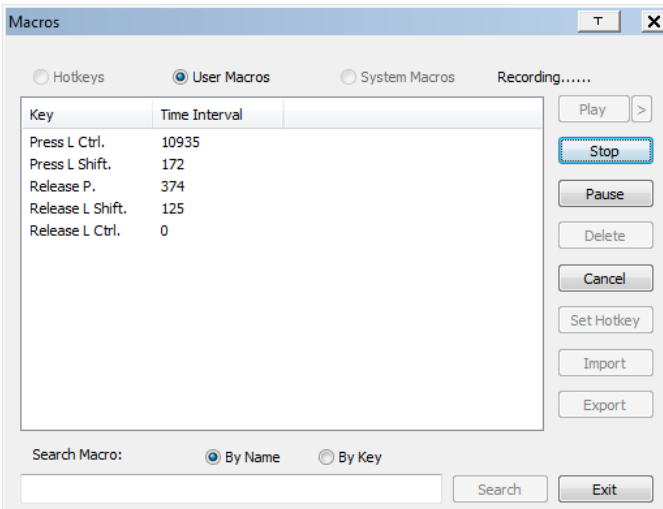 Macros T X
Hotkeys User Macros System Macros Recording......
Key Time Interval Play >
Press L Ctrl. 10935
Stop
Press L Shift. 172
Release P. 374 Pause
Release L Shift. 125
Release L Ctrl. 0 Delete
Cancel
Set Hotkey
Import
Export
Search Macro: By Name By Key
Search Exit